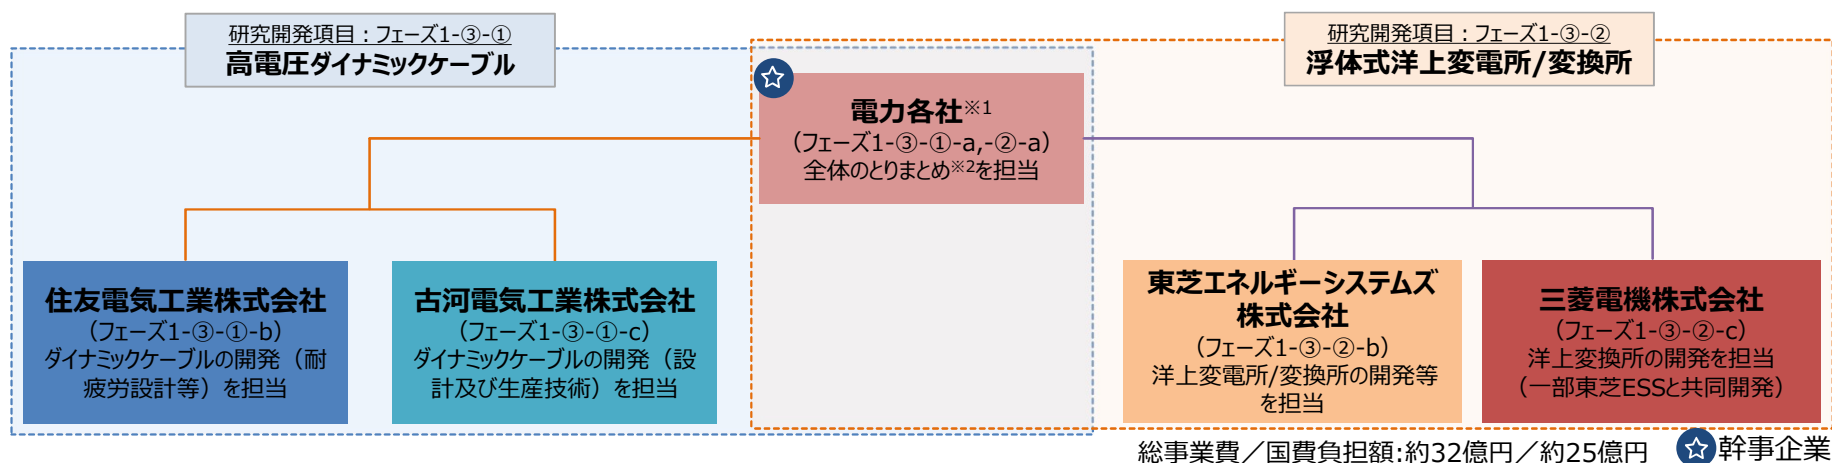 研究開発項目：フェーズ1-③-①
高電圧ダイナミックケーブル
研究開発項目：フェーズ1-③-②
浮体式洋上変電所/変換所
電力各社※1
（フェーズ1-③-①-a,-②-a）
全体のとりまとめ※2を担当
住友電気工業株式会社
（フェーズ1-③-①-b）
ダイナミックケーブルの開発（耐
疲労設計等）を担当
古河電気工業株式会社
（フェーズ1-③-①-c）
ダイナミックケーブルの開発（設
計及び生産技術）を担当
東芝エネルギーシステムズ
株式会社
（フェーズ1-③-②-b）
洋上変電所/変換所の開発等
を担当
三菱電機株式会社
（フェーズ1-③-②-c）
洋上変換所の開発を担当
（一部東芝ESSと共同開発）
総事業費／国費負担額:約32億円／約25億円
幹事企業